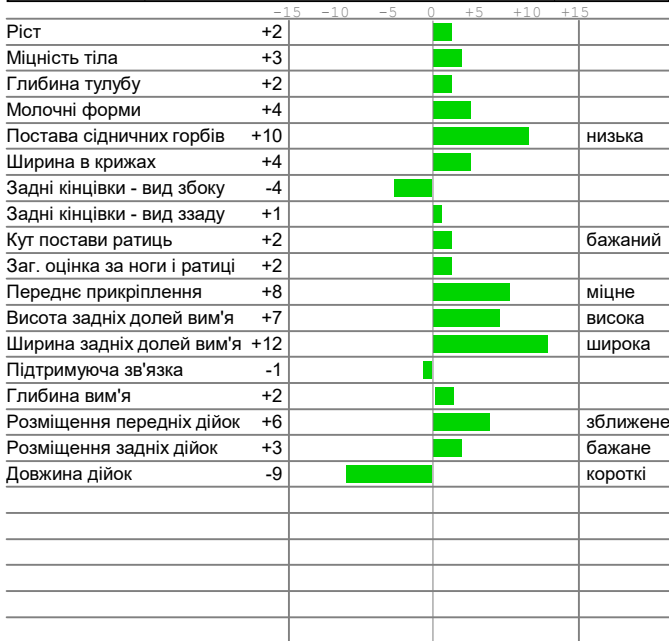 -15 -10 -5 0 +5 +10 +15
Ріст +2
Міцність тіла +3
Глибина тулубу +2
Молочні форми +4
Постава сідничних горбів +10 низька
Ширина в крижах +4
Задні кінцівки - вид збоку -4
Задні кінцівки - вид ззаду +1
Кут постави ратиць +2 бажаний
Заг. оцінка за ноги і ратиці +2
Переднє прикріплення +8 міцне
Висота задніх долей вим'я +7 висока
Ширина задніх долей вим'я +12 широка
Підтримуюча зв'язка -1
Глибина вим'я +2
Розміщення передніх дійок +6 зближене
Розміщення задніх дійок +3 бажане
Довжина дійок -9 короткі